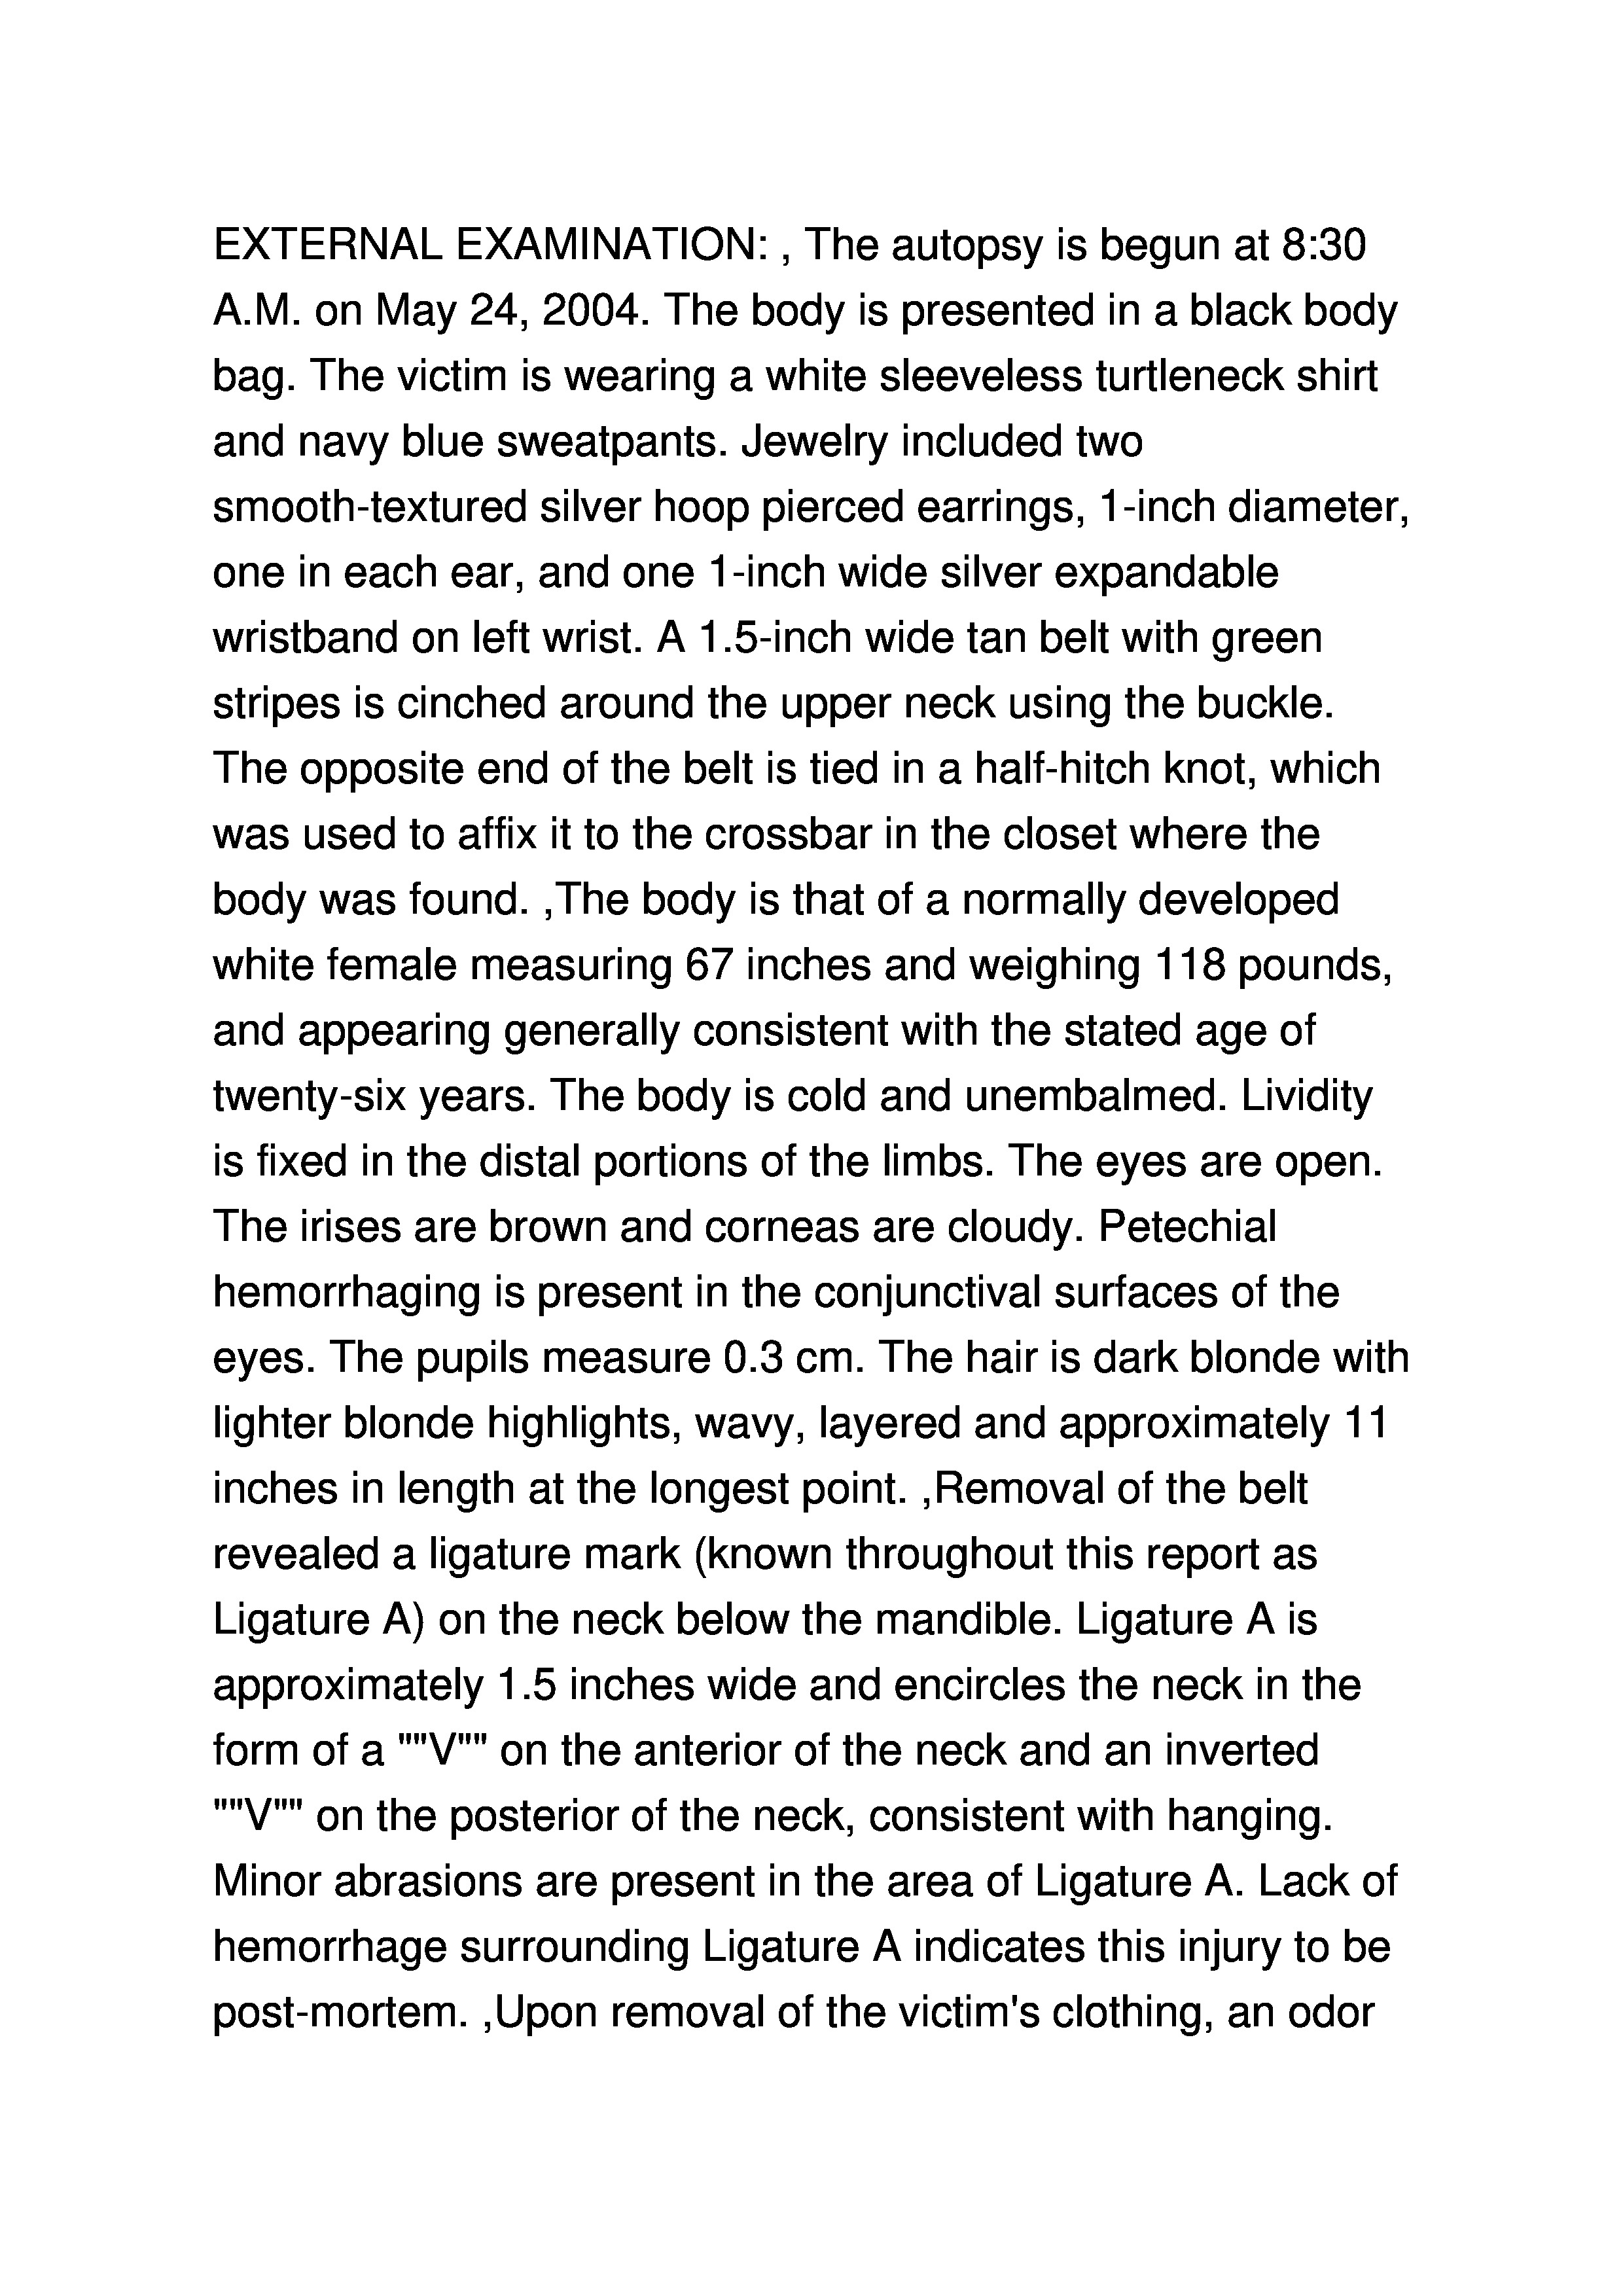 EXTERNAL EXAMINATION: , The autopsy is begun at 8:30
A.M. on May 24, 2004. The body is presented in a black body
bag. The victim is wearing a white sleeveless turtleneck shirt
and navy blue sweatpants. Jewelry included two
smooth-textured silver hoop pierced earrings, 1-inch diameter,
one in each ear, and one 1-inch wide silver expandable
wristband on left wrist. A 1.5-inch wide tan belt with green
stripes is cinched around the upper neck using the buckle.
The opposite end of the belt is tied in a half-hitch knot, which
was used to affix it to the crossbar in the closet where the
body was found. ,The body is that of a normally developed
white female measuring 67 inches and weighing 118 pounds,
and appearing generally consistent with the stated age of
twenty-six years. The body is cold and unembalmed. Lividity
is fixed in the distal portions of the limbs. The eyes are open.
The irises are brown and corneas are cloudy. Petechial
hemorrhaging is present in the conjunctival surfaces of the
eyes. The pupils measure 0.3 cm. The hair is dark blonde with
lighter blonde highlights, wavy, layered and approximately 11
inches in length at the longest point. ,Removal of the belt
revealed a ligature mark (known throughout this report as
Ligature A) on the neck below the mandible. Ligature A is
approximately 1.5 inches wide and encircles the neck in the
form of a ""V"" on the anterior of the neck and an inverted
""V"" on the posterior of the neck, consistent with hanging.
Minor abrasions are present in the area of Ligature A. Lack of
hemorrhage surrounding Ligature A indicates this injury to be
post-mortem. ,Upon removal of the victim's clothing, an odor